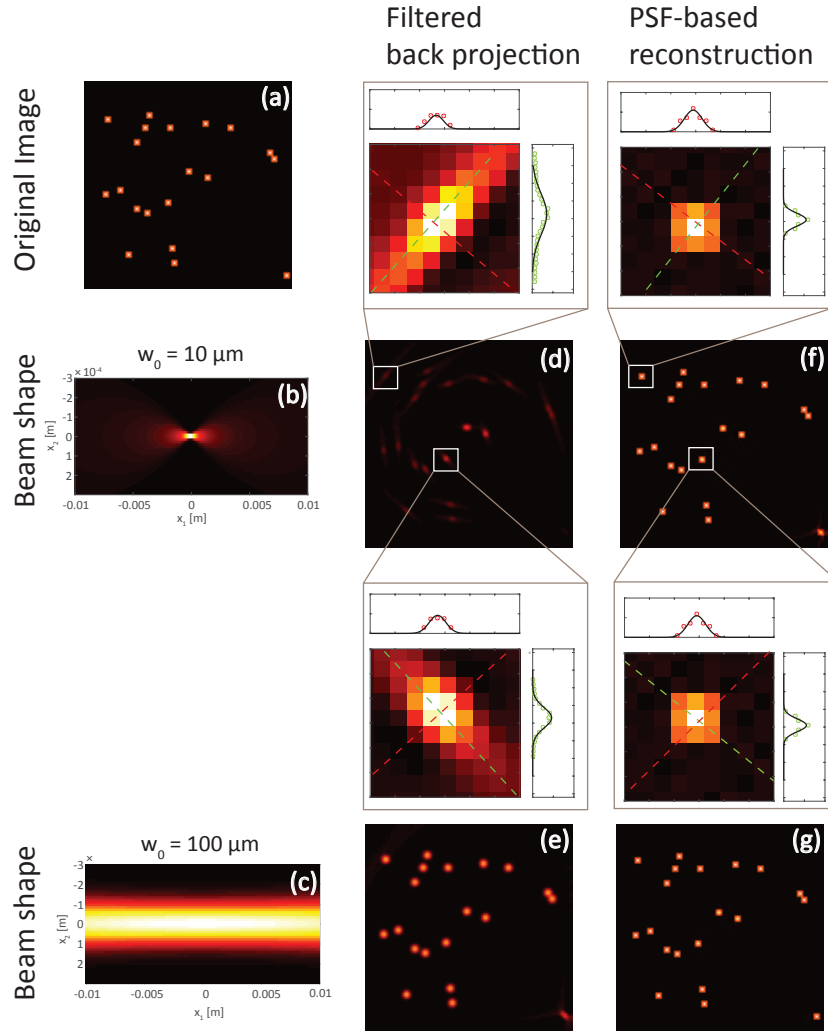 Filtered
back projection
PSF-based
reconstruction
Original Image
(a)
Beam shape
w₀ = 10 µm
-3 × 10⁻⁴
(b)
-2
-1
0
1
2
x₂ [m]
-0.01 -0.005 0 0.005 0.01
x₁ [m]
(d)
(f)
Beam shape
w₀ = 100 µm
×
-3
(c)
-2
-1
0
1
2
x₂ [m]
-0.01 -0.005 0 0.005 0.01
x₁ [m]
(e)
(g)